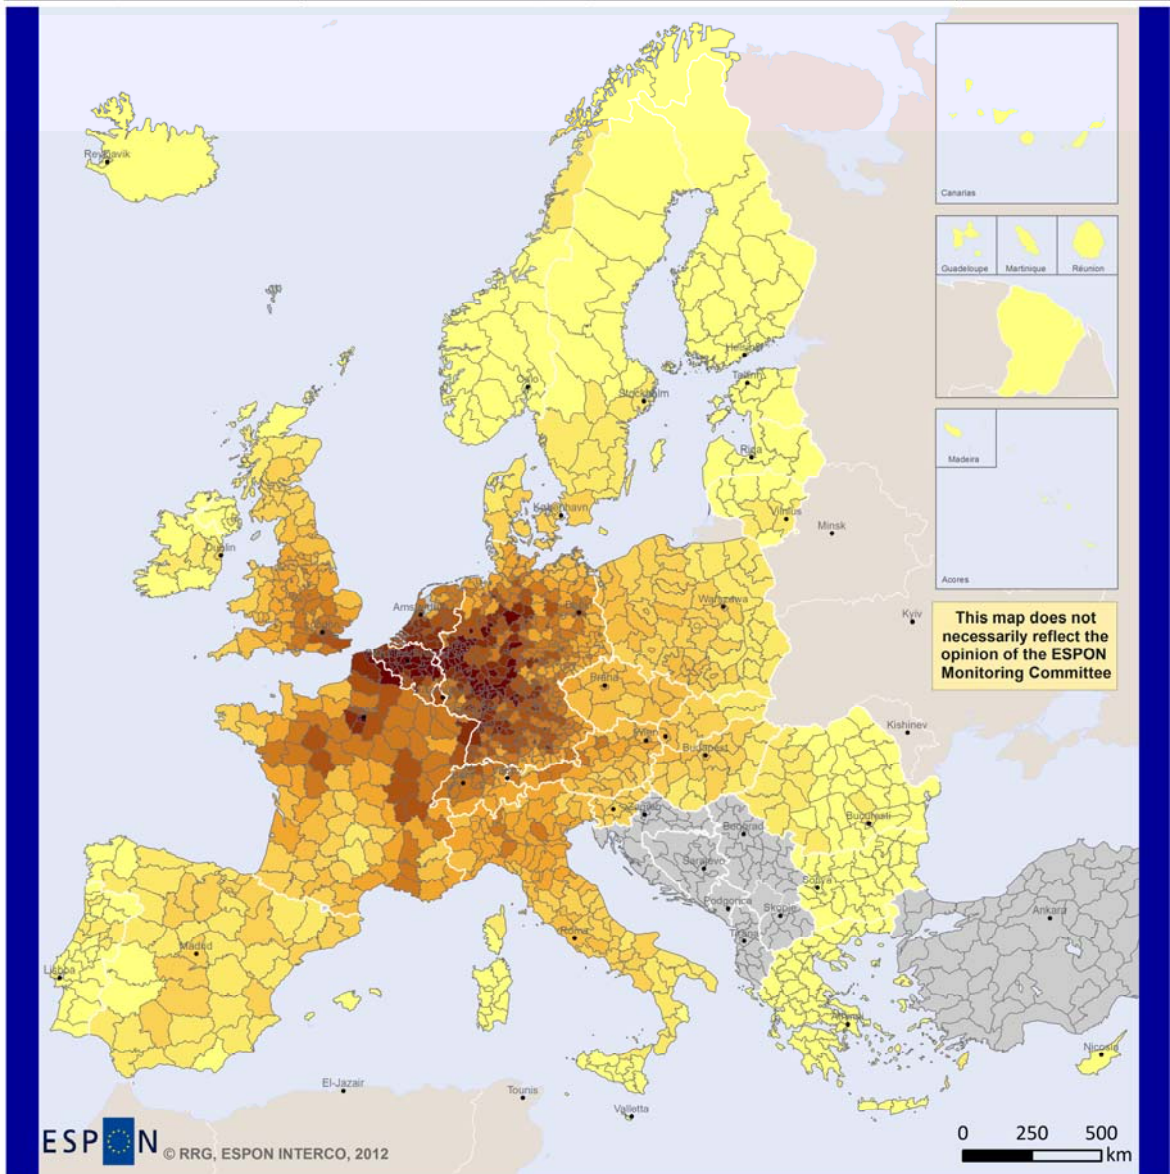 Reykjavik
Canarias
Guadeloupe
Martinique
Réunion
Helsinki
Tallinn
Oslo
Stockholm
Madeira
Riga
København
Vilnius
Minsk
Dublin
Acores
Amsterdam
Warszawa
Kyiv
This map does not
necessarily reflect the
opinion of the ESPON
Monitoring Committee
Praha
Kishinev
Wien
Budapest
Bucuresti
Beograd
Sarajevo
Sofiya
Podgorica
Skopje
Ankara
Tirana
Roma
Madrid
Lisboa
Athinai
Nicosia
El-Jazair
Tounis
Valletta
ESPON
© RRG, ESPON INTERCO, 2012
0 250 500
km